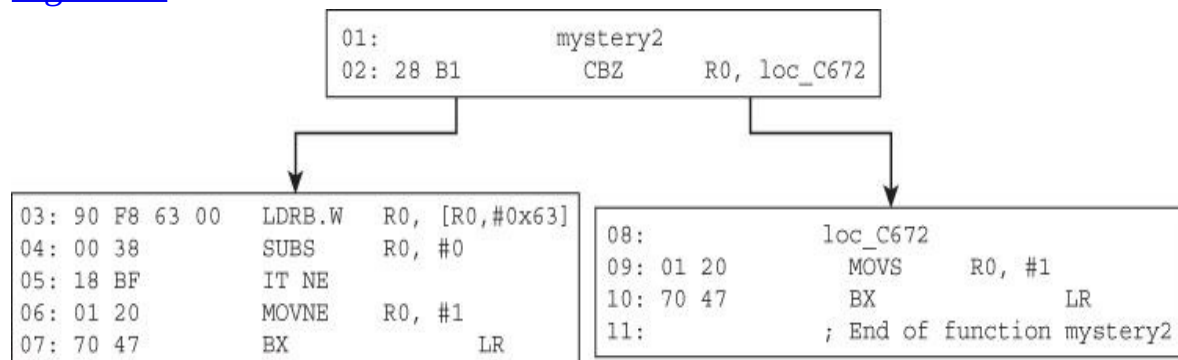 01: mystery2
02: 28 B1 CBZ R0, loc_C672
03: 90 F8 63 00 LDRB.W R0, [R0,#0x63]
04: 00 38 SUBS R0, #0
05: 18 BF IT NE
06: 01 20 MOVNE R0, #1
07: 70 47 BX LR
08: loc_C672
09: 01 20 MOVS R0, #1
10: 70 47 BX LR
11: ; End of function mystery2